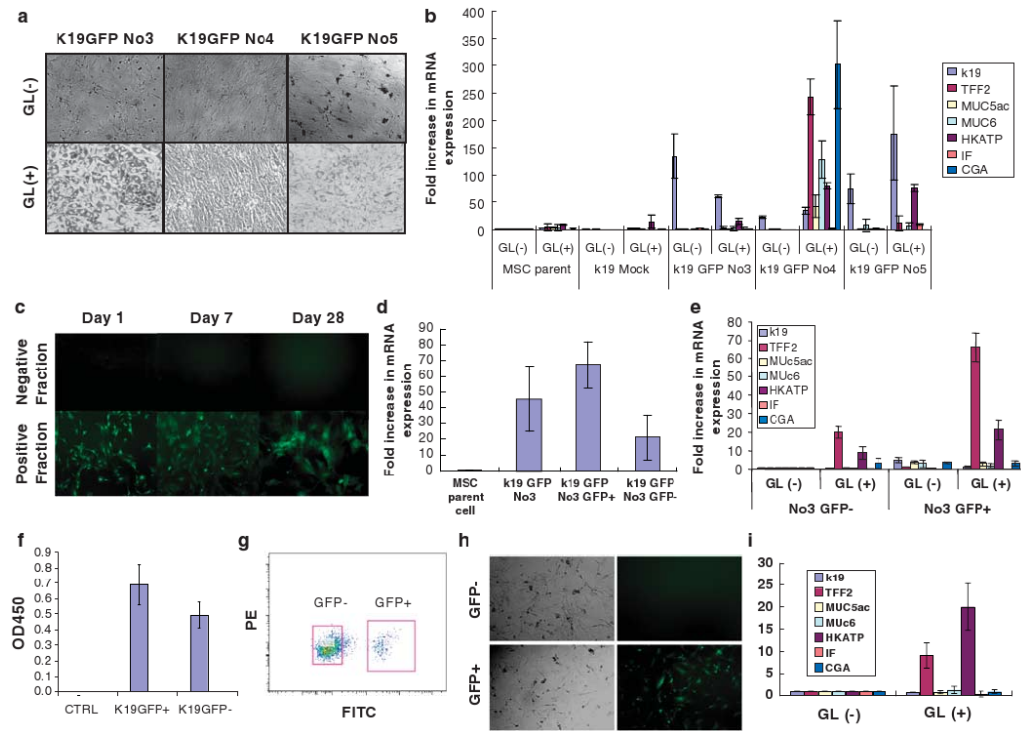 a
K19GFP No3 K19GFP No4 K19GFP No5
GL(-)
GL(+)
b
Fold increase in mRNA
expression
400
350
300
250
200
150
100
50
0
GL(-) GL(+) GL(-) GL(+) GL(-) GL(+) GL(-) GL(+) GL(-) GL(+)
MSC parent k19 Mock k19 GFP No3 k19 GFP No4 k19 GFP No5
k19
TFF2
MUC5ac
MUC6
HKATP
IF
CGA
c
Day 1 Day 7 Day 28
Negative
Fraction
Positive
Fraction
d
Fold increase in mRNA
expression
90
80
70
60
50
40
30
20
10
0
MSC
parent
cell
k19 GFP
No3
k19 GFP
No3 GFP+
k19 GFP
No3 GFP-
e
Fold increase in mRNA
expression
80
70
60
50
40
30
20
10
0
k19
TFF2
MUc5ac
MUc6
HKATP
IF
CGA
GL (-) GL (+) GL (-) GL (+)
No3 GFP- No3 GFP+
f
OD450
0.9
0.8
0.7
0.6
0.5
0.4
0.3
0.2
0.1
0.0
CTRL K19GFP+ K19GFP-
g
PE
GFP- GFP+
FITC
h
GFP-
GFP+
i
30
25
20
15
10
5
0
k19
TFF2
MUC5ac
MUc6
HKATP
IF
CGA
GL (-) GL (+)